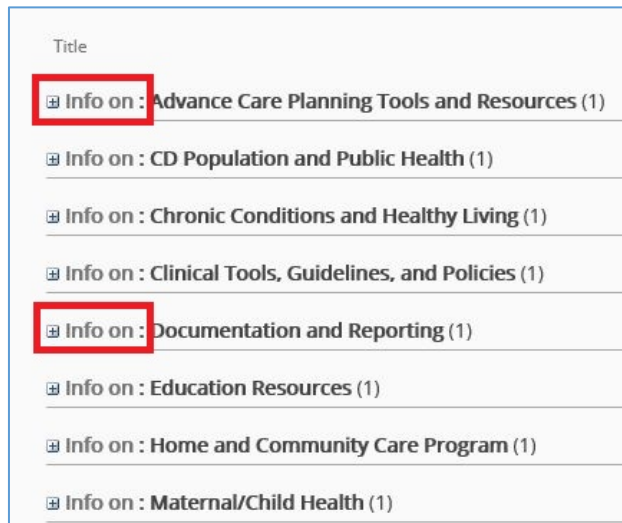 Title
Info on : Advance Care Planning Tools and Resources (1)
Info on : CD Population and Public Health (1)
Info on : Chronic Conditions and Healthy Living (1)
Info on : Clinical Tools, Guidelines, and Policies (1)
Info on : Documentation and Reporting (1)
Info on : Education Resources (1)
Info on : Home and Community Care Program (1)
Info on : Maternal/Child Health (1)